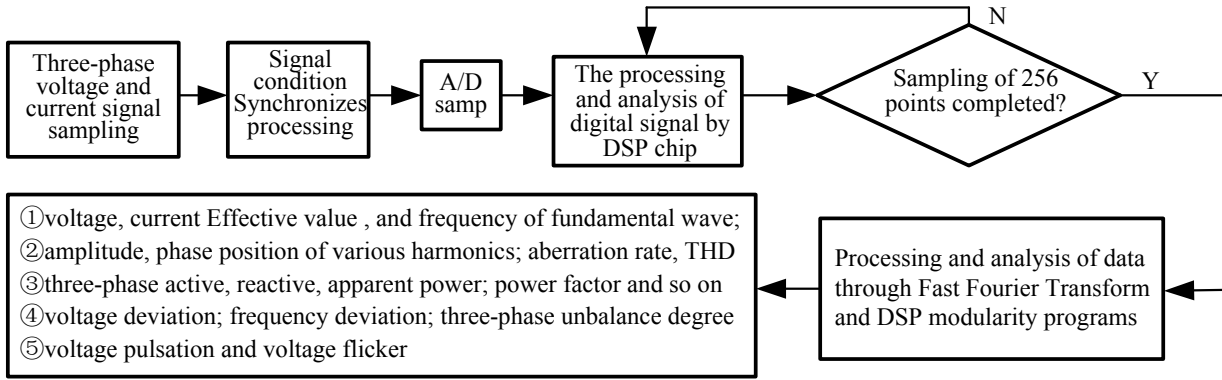 Three-phase
voltage and
current signal
sampling
Signal
condition
Synchronizes
processing
A/D
samp
The processing
and analysis of
digital signal by
DSP chip
N
Sampling of 256
points completed?
Y
①voltage, current Effective value , and frequency of fundamental wave;
②amplitude, phase position of various harmonics; aberration rate, THD
③three-phase active, reactive, apparent power; power factor and so on
④voltage deviation; frequency deviation; three-phase unbalance degree
⑤voltage pulsation and voltage flicker
Processing and analysis of data
through Fast Fourier Transform
and DSP modularity programs